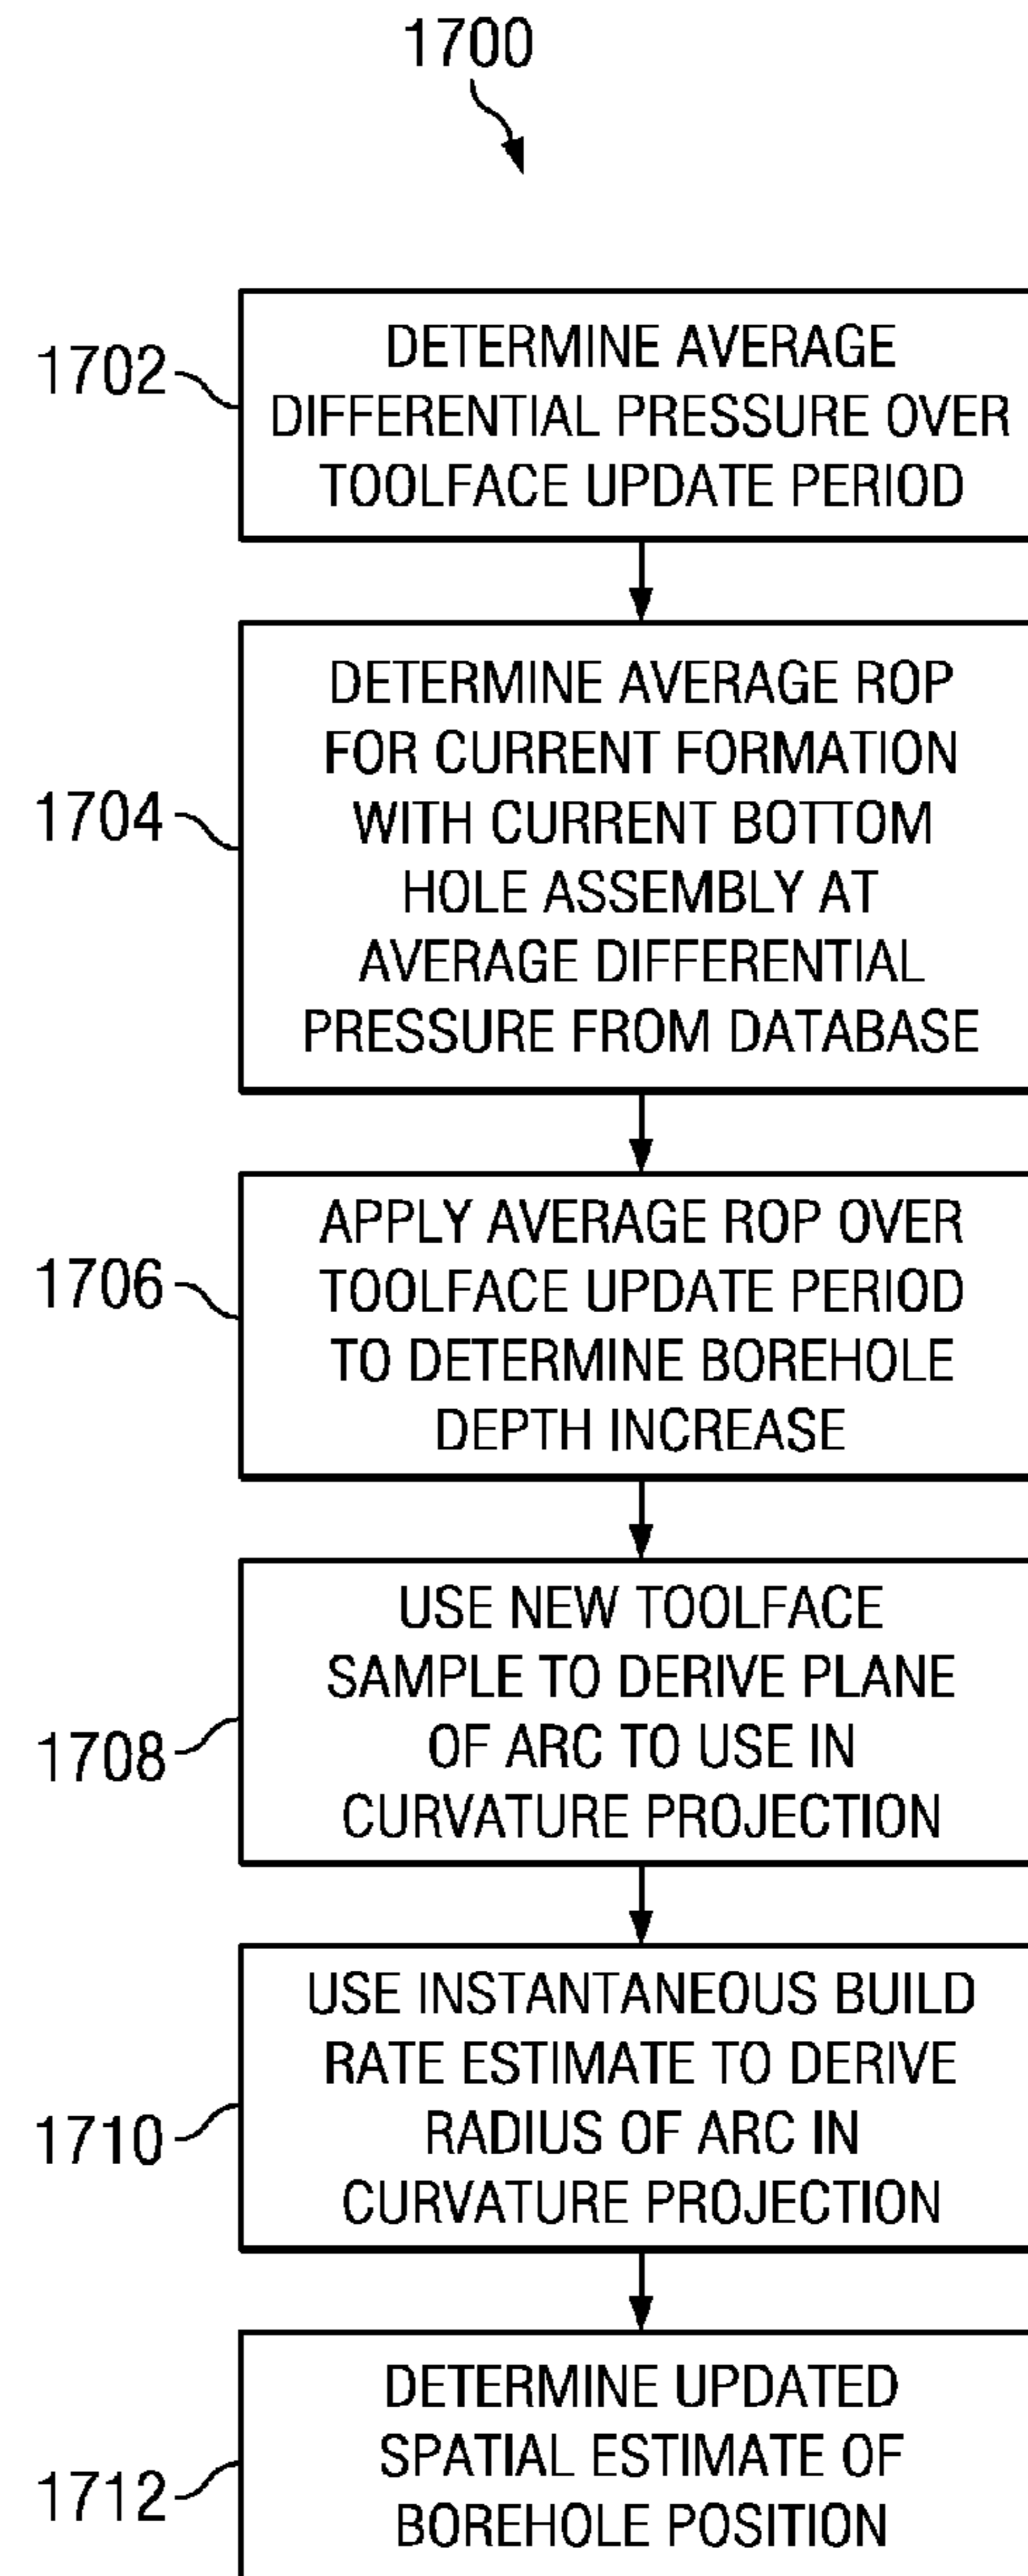 1700
1702
DETERMINE AVERAGE
DIFFERENTIAL PRESSURE OVER
TOOLFACE UPDATE PERIOD
1704
DETERMINE AVERAGE ROP
FOR CURRENT FORMATION
WITH CURRENT BOTTOM
HOLE ASSEMBLY AT
AVERAGE DIFFERENTIAL
PRESSURE FROM DATABASE
1706
APPLY AVERAGE ROP OVER
TOOLFACE UPDATE PERIOD
TO DETERMINE BOREHOLE
DEPTH INCREASE
1708
USE NEW TOOLFACE
SAMPLE TO DERIVE PLANE
OF ARC TO USE IN
CURVATURE PROJECTION
1710
USE INSTANTANEOUS BUILD
RATE ESTIMATE TO DERIVE
RADIUS OF ARC IN
CURVATURE PROJECTION
1712
DETERMINE UPDATED
SPATIAL ESTIMATE OF
BOREHOLE POSITION